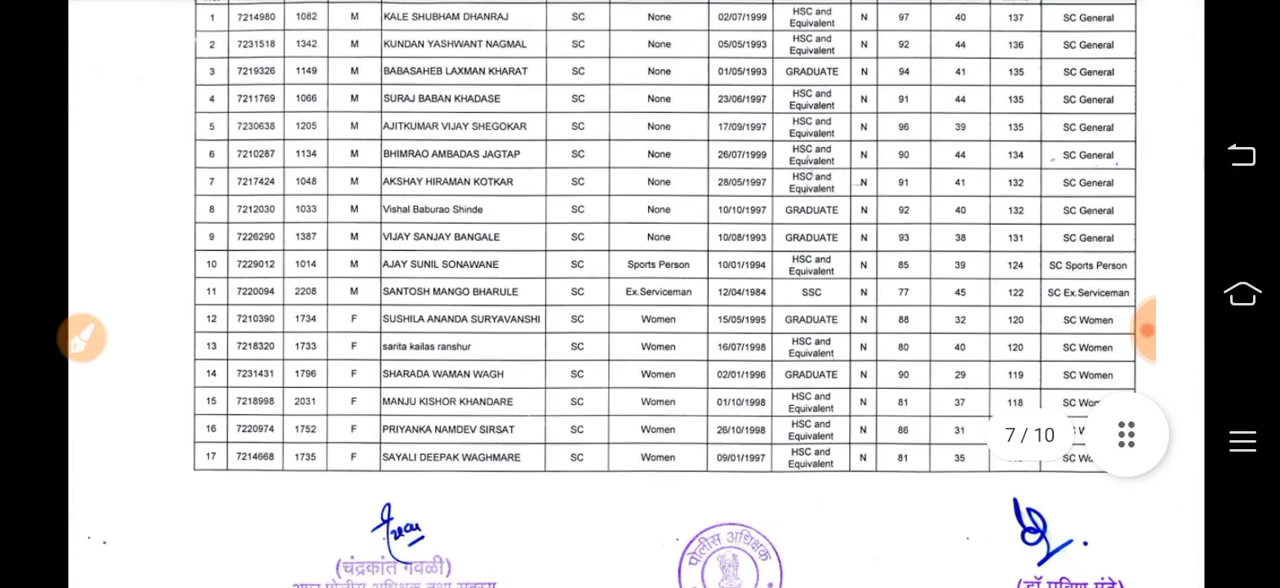 1 7214980 1082 M KALE SHUBHAM DHANRAJ SC None 02/07/1999 HSC and Equivalent N 97 40 137 SC General
2 7231518 1342 M KUNDAN YASHWANT NAGMAL SC None 05/05/1993 HSC and Equivalent N 92 44 136 SC General
3 7219326 1149 M BABASAHEB LAXMAN KHARAT SC None 01/05/1993 GRADUATE N 94 41 135 SC General
4 7211769 1066 M SURAJ BABAN KHADASE SC None 23/06/1997 HSC and Equivalent N 91 44 135 SC General
5 7230638 1205 M AJITKUMAR VIJAY SHEGOKAR SC None 17/09/1997 HSC and Equivalent N 96 39 135 SC General
6 7210287 1134 M BHIMRAO AMBADAS JAGTAP SC None 26/07/1999 HSC and Equivalent N 90 44 134 SC General
7 7217424 1048 M AKSHAY HIRAMAN KOTKAR SC None 28/05/1997 HSC and Equivalent N 91 41 132 SC General
8 7212030 1033 M Vishal Baburao Shinde SC None 10/10/1997 GRADUATE N 92 40 132 SC General
9 7226290 1387 M VIJAY SANJAY BANGALE SC None 10/08/1993 GRADUATE N 93 38 131 SC General
10 7229012 1014 M AJAY SUNIL SONAWANE SC Sports Person 10/01/1994 HSC and Equivalent N 85 39 124 SC Sports Person
11 7220094 2208 M SANTOSH MANGO BHARULE SC Ex.Serviceman 12/04/1984 SSC N 77 45 122 SC Ex.Serviceman
12 7210390 1734 F SUSHILA ANANDA SURYAVANSHI SC Women 15/05/1995 GRADUATE N 88 32 120 SC Women
13 7218320 1733 F sarita kailas ranshur SC Women 16/07/1998 HSC and Equivalent N 80 40 120 SC Women
14 7231431 1796 F SHARADA WAMAN WAGH SC Women 02/01/1996 GRADUATE N 90 29 119 SC Women
15 7218998 2031 F MANJU KISHOR KHANDARE SC Women 01/10/1998 HSC and Equivalent N 81 37 118 SC
16 7220974 1752 F PRIYANKA NAMDEV SIRSAT SC Women 26/10/1998 HSC and Equivalent N 86 31
17 7214668 1735 F SAYALI DEEPAK WAGHMARE SC Women 09/01/1997 HSC and Equivalent N 81 35 SC
7 / 10
पोलीस अधिक्षक
(चंद्रकांत गवळी)